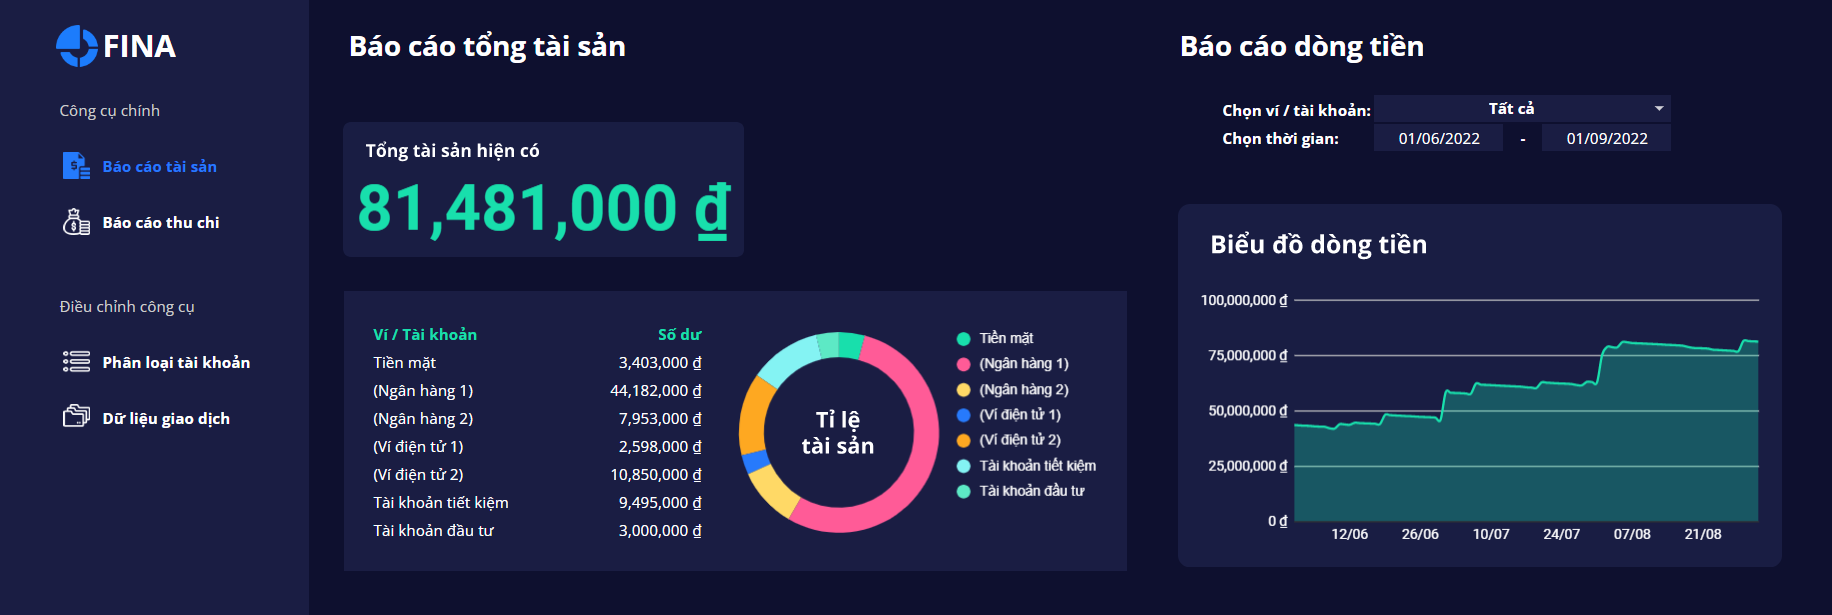 FINA
Công cụ chính
Báo cáo tài sản
Báo cáo thu chi
Điều chỉnh công cụ
Phân loại tài khoản
Dữ liệu giao dịch
Báo cáo tổng tài sản
Tổng tài sản hiện có
81,481,000 ₫
Ví / Tài khoản Số dư
Tiền mặt 3,403,000 ₫
(Ngân hàng 1) 44,182,000 ₫
(Ngân hàng 2) 7,953,000 ₫
(Ví điện tử 1) 2,598,000 ₫
(Ví điện tử 2) 10,850,000 ₫
Tài khoản tiết kiệm 9,495,000 ₫
Tài khoản đầu tư 3,000,000 ₫
Tỉ lệ
tài sản
Tiền mặt
(Ngân hàng 1)
(Ngân hàng 2)
(Ví điện tử 1)
(Ví điện tử 2)
Tài khoản tiết kiệm
Tài khoản đầu tư
Báo cáo dòng tiền
Chọn ví / tài khoản: Tất cả
Chọn thời gian: 01/06/2022 - 01/09/2022
Biểu đồ dòng tiền
100,000,000 ₫
75,000,000 ₫
50,000,000 ₫
25,000,000 ₫
0 ₫
12/06 26/06 10/07 24/07 07/08 21/08